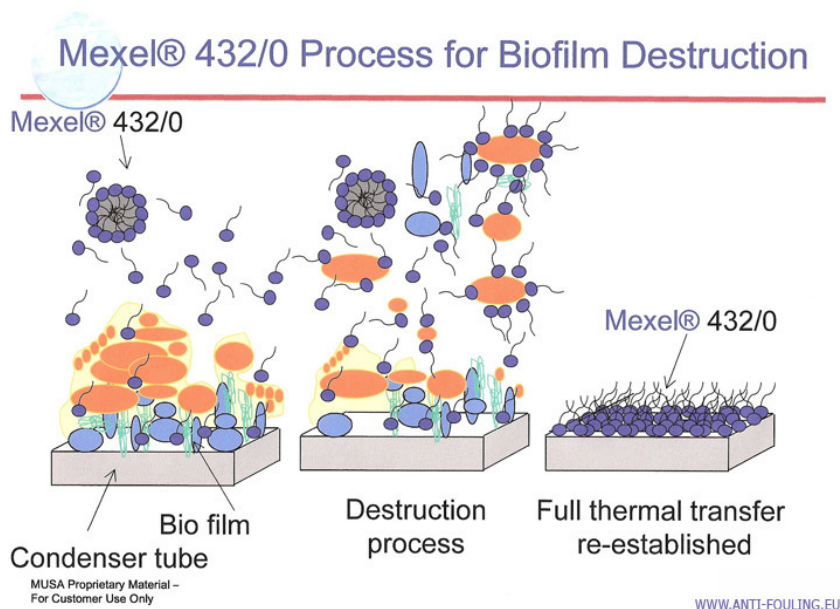 Mexel® 432/0 Process for Biofilm Destruction
Mexel® 432/0
Mexel® 432/0
Bio film
Condenser tube
Destruction
process
Full thermal transfer
re-established
MUSA Proprietary Material –
For Customer Use Only
WWW.ANTI-FOULING.EU